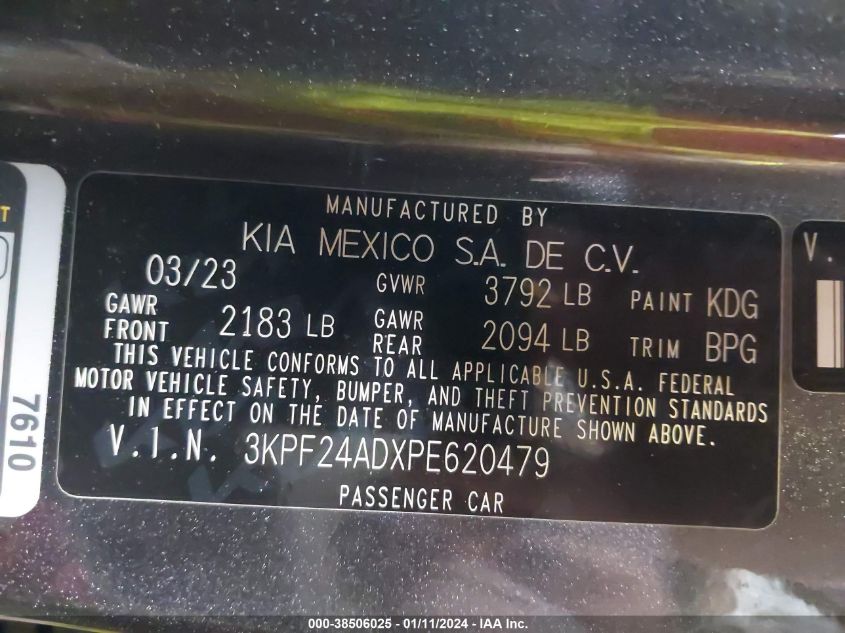 MANUFACTURED BY
KIA MEXICO S.A. DE C.V.
03/23 GVWR 3792 LB PAINT KDG
GAWR FRONT 2183 LB GAWR REAR 2094 LB TRIM BPG
THIS VEHICLE CONFORMS TO ALL APPLICABLE U.S.A. FEDERAL
MOTOR VEHICLE SAFETY, BUMPER, AND THEFT PREVENTION STANDARDS
IN EFFECT ON THE DATE OF MANUFACTURE SHOWN ABOVE.
V.I.N. 3KPF24ADXPE620479
PASSENGER CAR
7610
T
V.
000-38506025 - 01/11/2024 - IAA Inc.